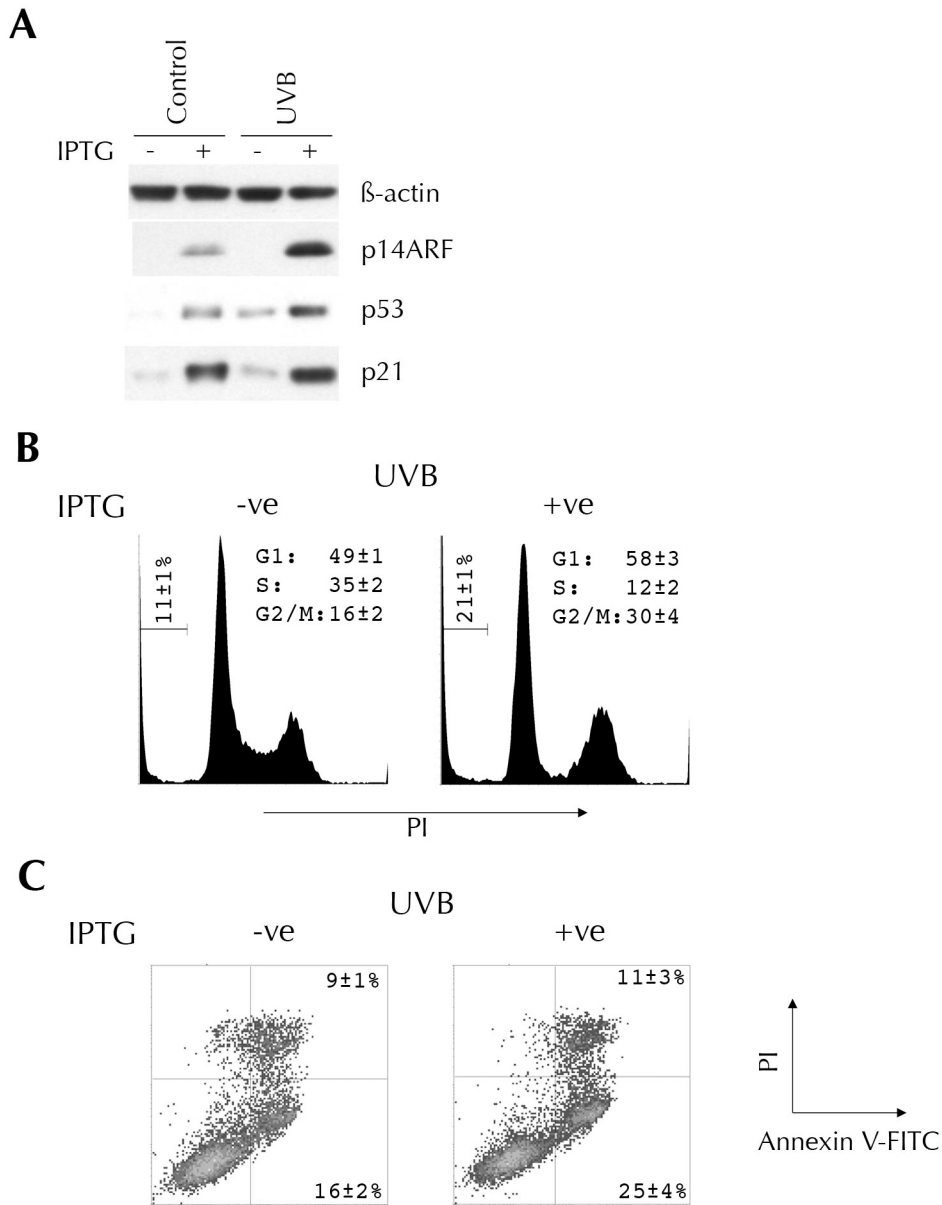 A
Control
UVB
IPTG - + - +
ß-actin
p14ARF
p53
p21
B
UVB
IPTG -ve +ve
11±1%
G1: 49±1
S: 35±2
G2/M:16±2
21±1%
G1: 58±3
S: 12±2
G2/M:30±4
PI
C
UVB
IPTG -ve +ve
9±1%
16±2%
11±3%
25±4%
PI
Annexin V-FITC